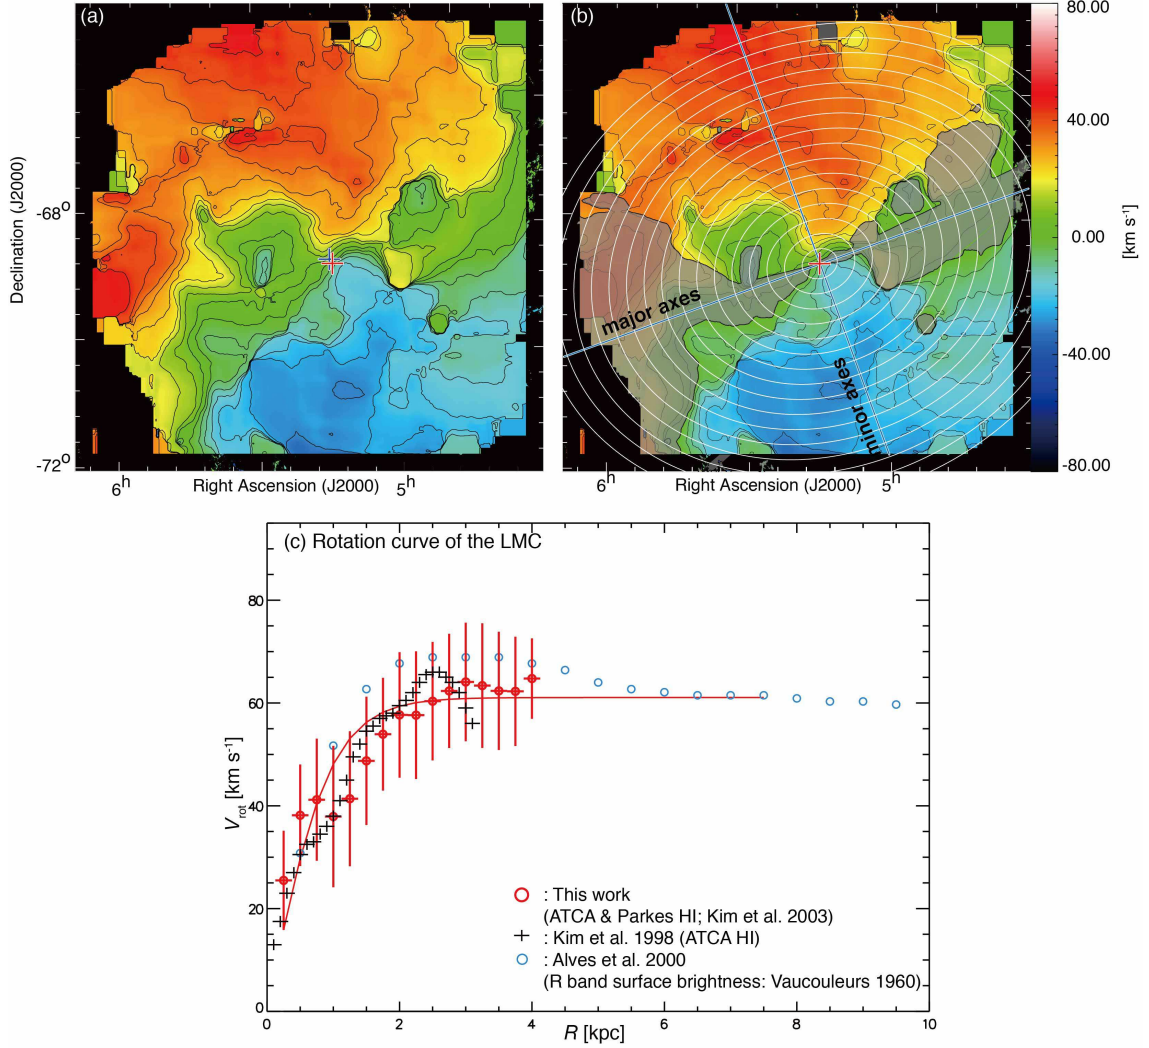 (a)
(b)
80.00
40.00
0.00
-40.00
-80.00
[km s⁻¹]
Declination (J2000)
-68°
-72°
major axes
minor axes
6ʰ
Right Ascension (J2000)
5ʰ
6ʰ
Right Ascension (J2000)
5ʰ
(c) Rotation curve of the LMC
80
60
40
20
0
V_rot [km s⁻¹]
: This work
(ATCA & Parkes HI; Kim et al. 2003)
: Kim et al. 1998 (ATCA HI)
: Alves et al. 2000
(R band surface brightness: Vaucouleurs 1960)
0
2
4
6
8
10
R [kpc]